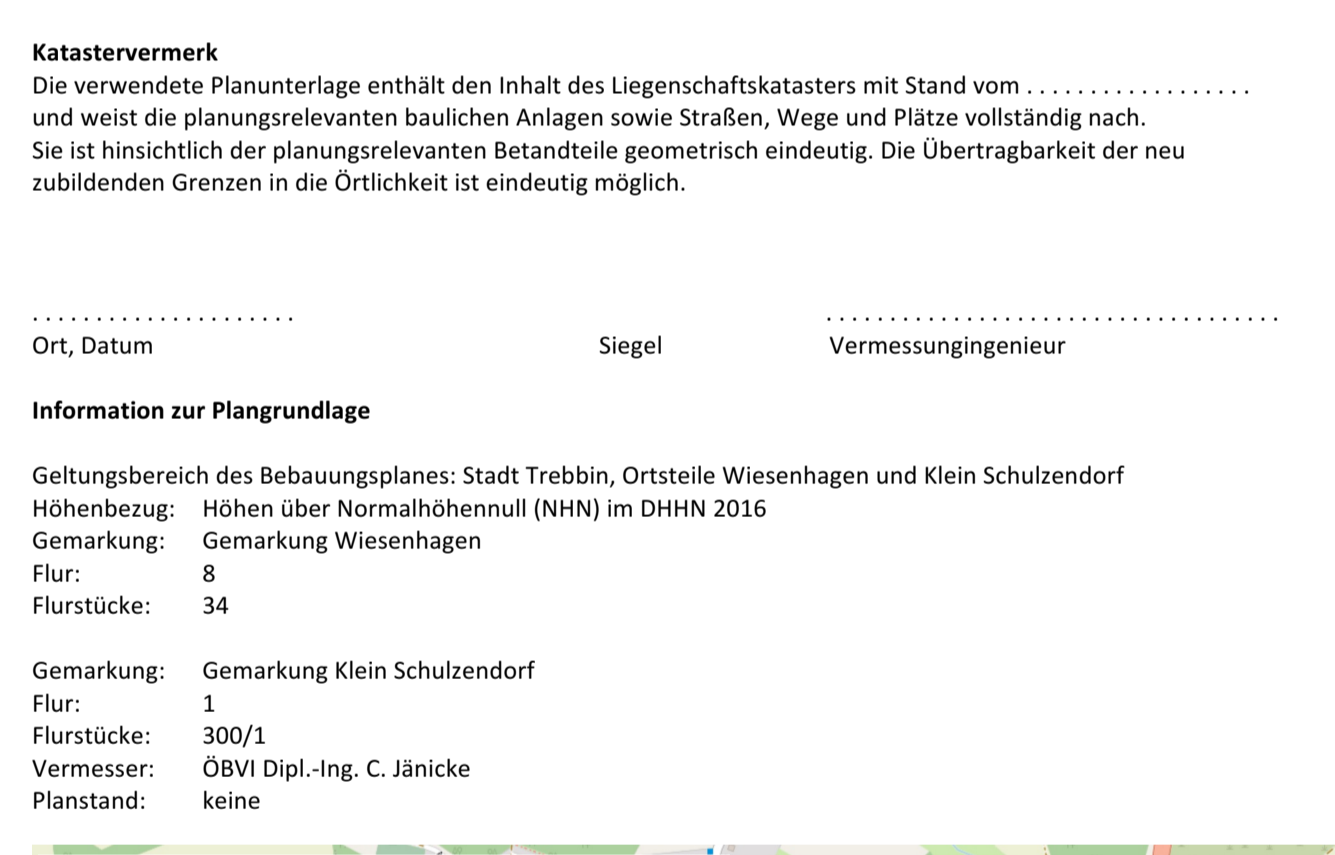 Katastervermerk
Die verwendete Planunterlage enthält den Inhalt des Liegenschaftskatasters mit Stand vom . . . . . . . . . . . . . . . . . .
und weist die planungsrelevanten baulichen Anlagen sowie Straßen, Wege und Plätze vollständig nach.
Sie ist hinsichtlich der planungsrelevanten Betandteile geometrisch eindeutig. Die Übertragbarkeit der neu
zubildenden Grenzen in die Örtlichkeit ist eindeutig möglich.
. . . . . . . . . . . . . . . . . . . . . . . . . . . . . . . . . . . . . . . . . . . . . . . . . . . . . . . . .
Ort, Datum Siegel Vermessungingenieur
Information zur Plangrundlage
Geltungsbereich des Bebauungsplanes: Stadt Trebbin, Ortsteile Wiesenhagen und Klein Schulzendorf
Höhenbezug: Höhen über Normalhöhennull (NHN) im DHHN 2016
Gemarkung: Gemarkung Wiesenhagen
Flur: 8
Flurstücke: 34
Gemarkung: Gemarkung Klein Schulzendorf
Flur: 1
Flurstücke: 300/1
Vermesser: ÖBVI Dipl.-Ing. C. Jänicke
Planstand: keine